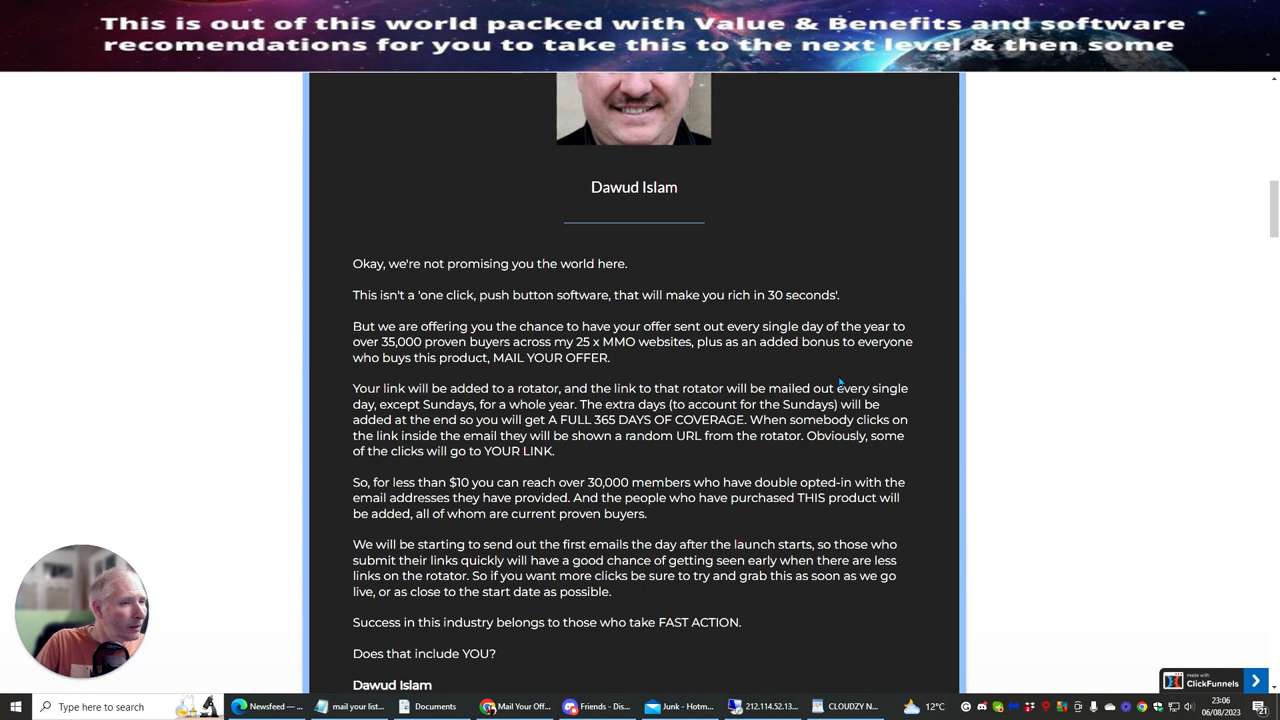 This is out of this world packed with Value & Benefits and software
recomendations for you to take this to the next level & then some
Dawud Islam
Okay, we're not promising you the world here.
This isn't a 'one click, push button software, that will make you rich in 30 seconds'.
But we are offering you the chance to have your offer sent out every single day of the year to
over 35,000 proven buyers across my 25 x MMO websites, plus as an added bonus to everyone
who buys this product, MAIL YOUR OFFER.
Your link will be added to a rotator, and the link to that rotator will be mailed out every single
day, except Sundays, for a whole year. The extra days (to account for the Sundays) will be
added at the end so you will get A FULL 365 DAYS OF COVERAGE. When somebody clicks on
the link inside the email they will be shown a random URL from the rotator. Obviously, some
of the clicks will go to YOUR LINK.
So, for less than $10 you can reach over 30,000 members who have double opted-in with the
email addresses they have provided. And the people who have purchased THIS product will
be added, all of whom are current proven buyers.
We will be starting to send out the first emails the day after the launch starts, so those who
submit their links quickly will have a good chance of getting seen early when there are less
links on the rotator. So if you want more clicks be sure to try and grab this as soon as we go
live, or as close to the start date as possible.
Success in this industry belongs to those who take FAST ACTION.
Does that include YOU?
Dawud Islam
made with
ClickFunnels
Type here to search
Newsfeed — ...
mail your list...
Documents
Mail Your Off...
Friends - Dis...
Junk - Hotm...
212.114.52.13...
CLOUDZY N...
12°C
23:06
06/08/2023
21